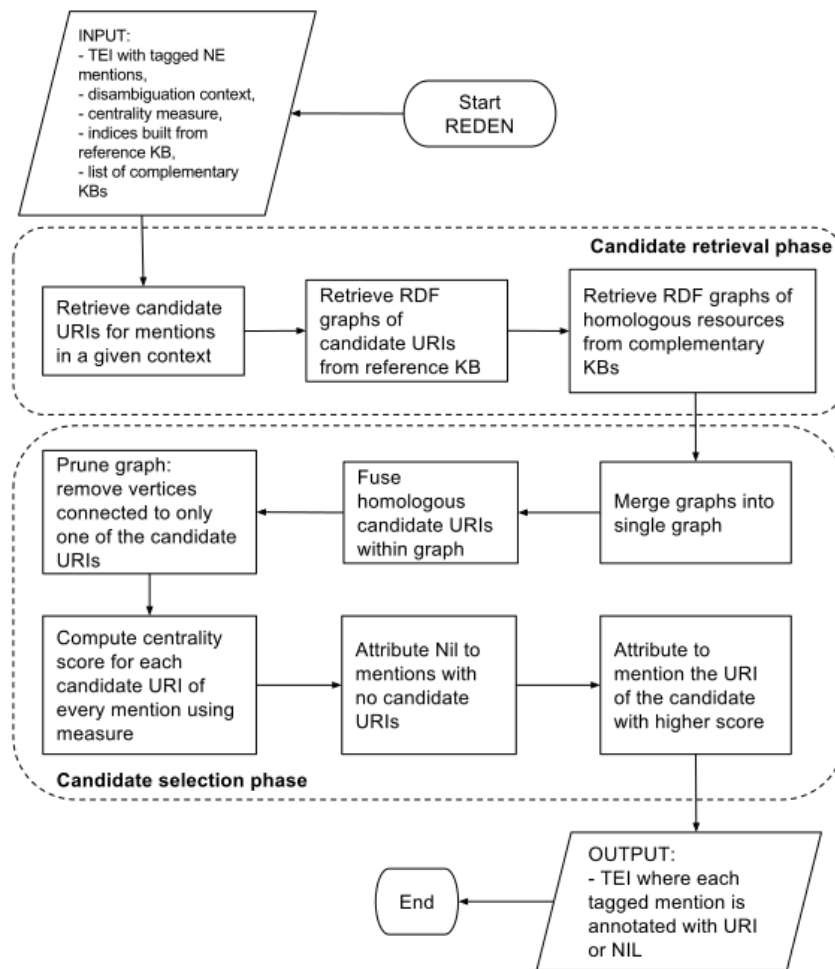 INPUT:
- TEI with tagged NE
mentions,
- disambiguation context,
- centrality measure,
- indices built from
reference KB,
- list of complementary
KBs
Start
REDEN
Candidate retrieval phase
Retrieve candidate
URIs for mentions
in a given context
Retrieve RDF
graphs of
candidate URIs
from reference KB
Retrieve RDF graphs of
homologous resources
from complementary
KBs
Prune graph:
remove vertices
connected to only
one of the candidate
URIs
Fuse
homologous
candidate URIs
within graph
Merge graphs into
single graph
Compute centrality
score for each
candidate URI of
every mention using
measure
Attribute Nil to
mentions with
no candidate
URIs
Attribute to
mention the URI
of the candidate
with higher score
Candidate selection phase
OUTPUT:
- TEI where each
tagged mention is
annotated with URI
or NIL
End